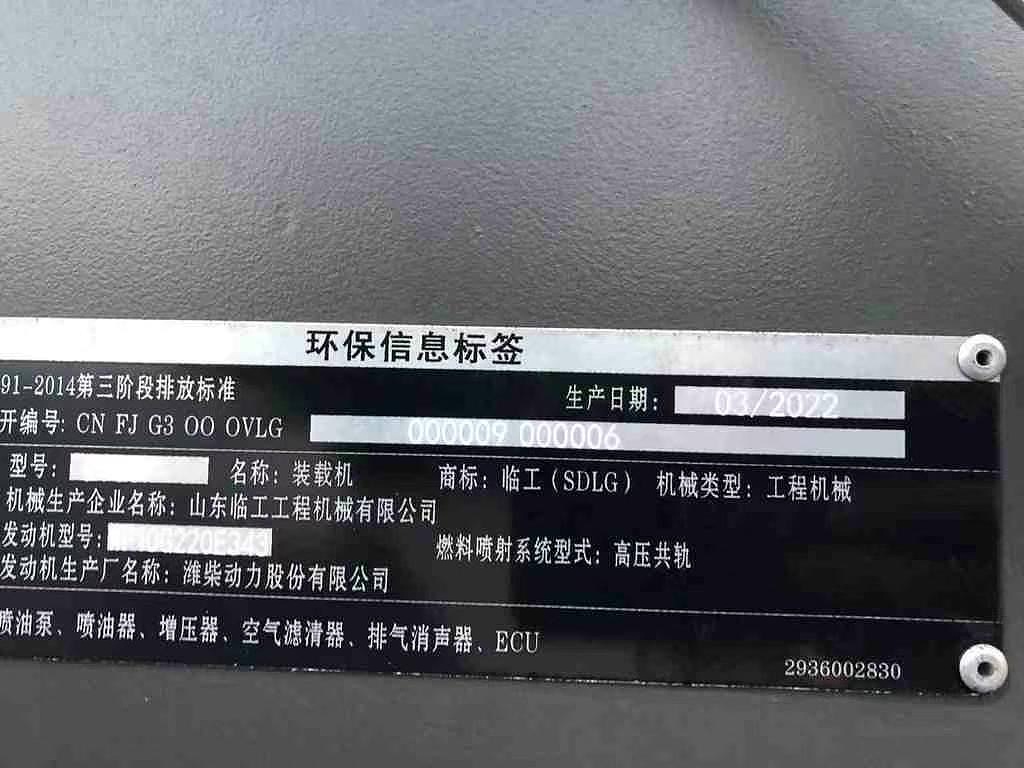 环保信息标签
91-2014第三阶段排放标准 生产日期: 03/2022
开编号: CN FJ G3 OO OVLG 000009 000006
型号: 名称: 装载机 商标: 临工(SDLG) 机械类型: 工程机械
机械生产企业名称: 山东临工工程机械有限公司
发动机型号: 燃料喷射系统型式: 高压共轨
发动机生产厂名称: 潍柴动力股份有限公司
喷油泵、喷油器、增压器、空气滤清器、排气消声器、ECU
2936002830